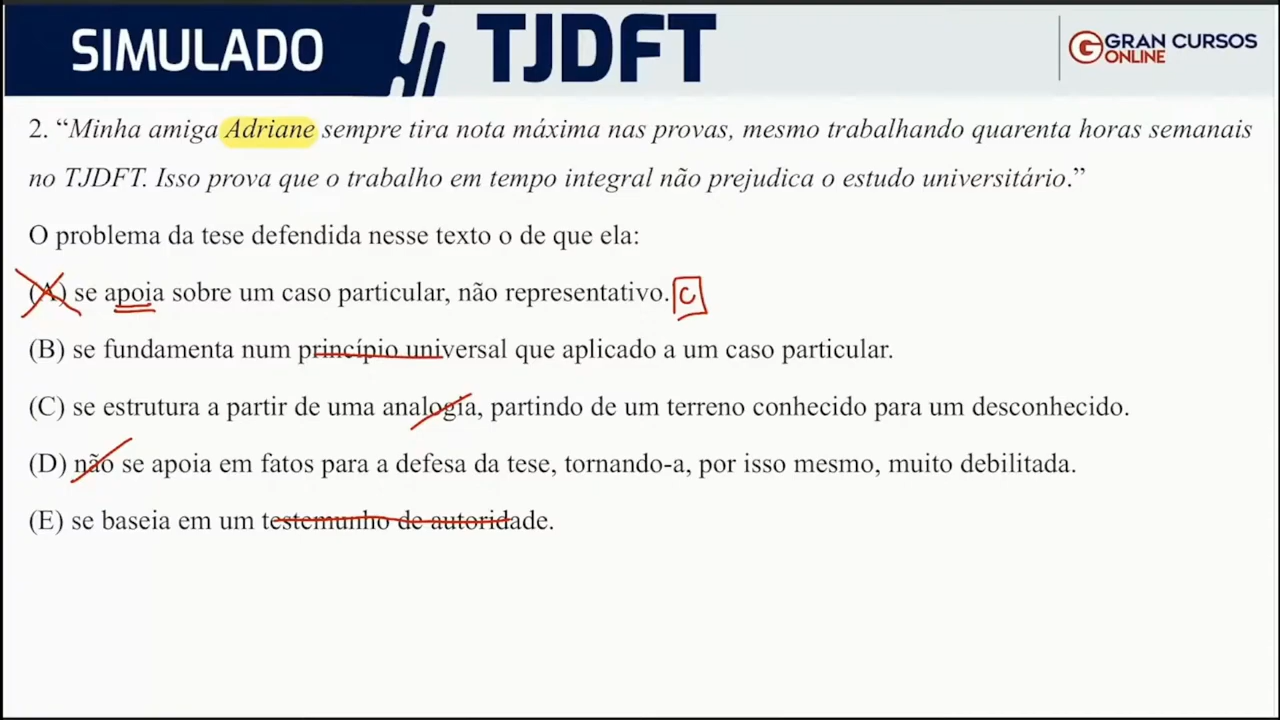 SIMULADO TJDFT GRAN CURSOS ONLINE
2. “Minha amiga Adriane sempre tira nota máxima nas provas, mesmo trabalhando quarenta horas semanais
no TJDFT. Isso prova que o trabalho em tempo integral não prejudica o estudo universitário.”
O problema da tese defendida nesse texto o de que ela:
(A) se apoia sobre um caso particular, não representativo. C
(B) se fundamenta num princípio universal que aplicado a um caso particular.
(C) se estrutura a partir de uma analogia, partindo de um terreno conhecido para um desconhecido.
(D) não se apoia em fatos para a defesa da tese, tornando-a, por isso mesmo, muito debilitada.
(E) se baseia em um testemunho de autoridade.